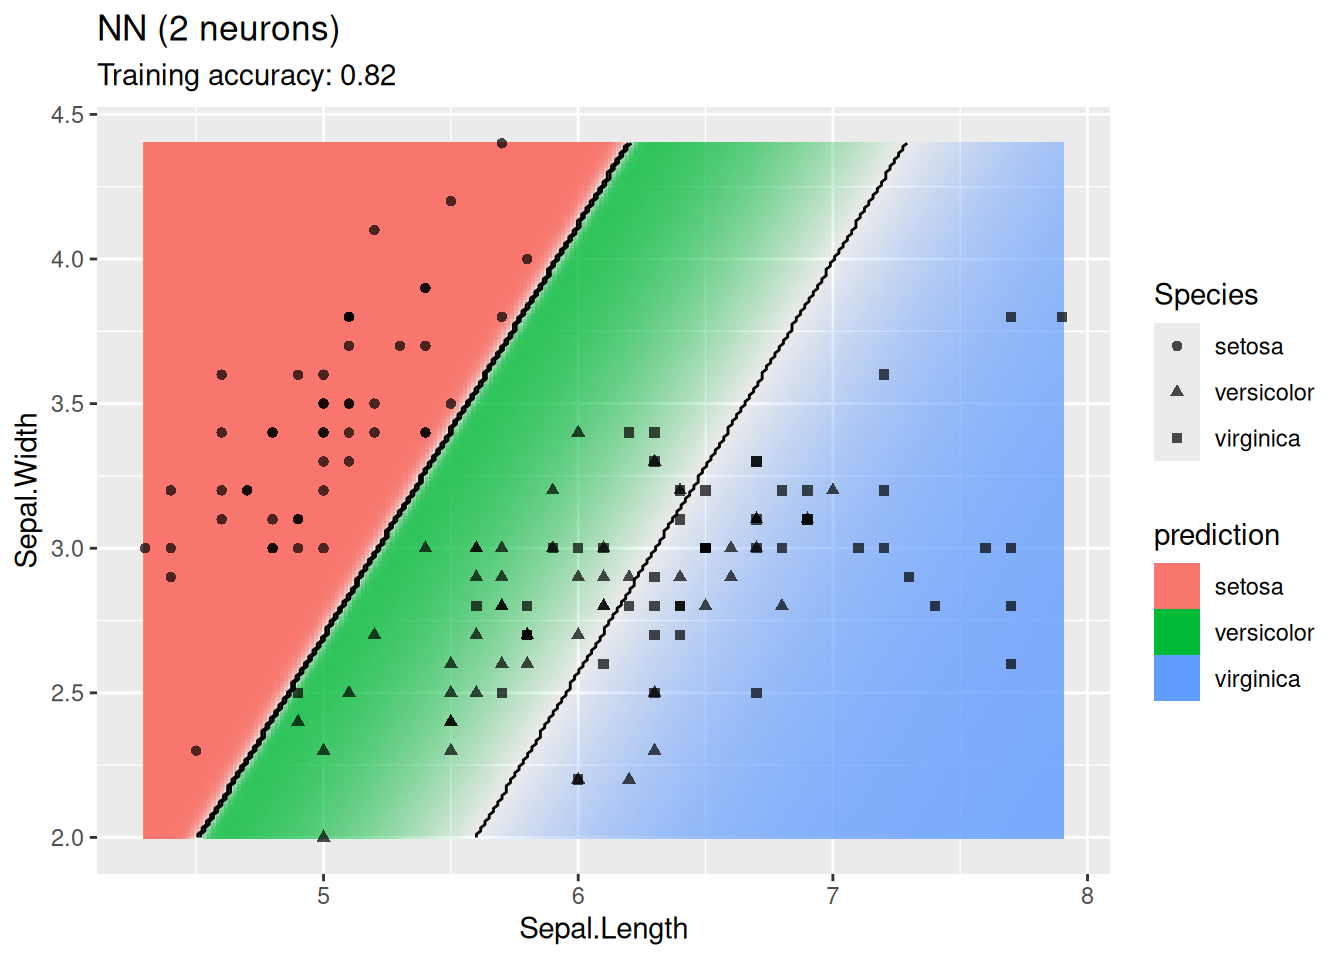 NN (2 neurons)
Training accuracy: 0.82
4.5
4.0
3.5
3.0
2.5
2.0
Sepal.Width
5 6 7 8
Sepal.Length
Species
setosa
versicolor
virginica
prediction
setosa
versicolor
virginica